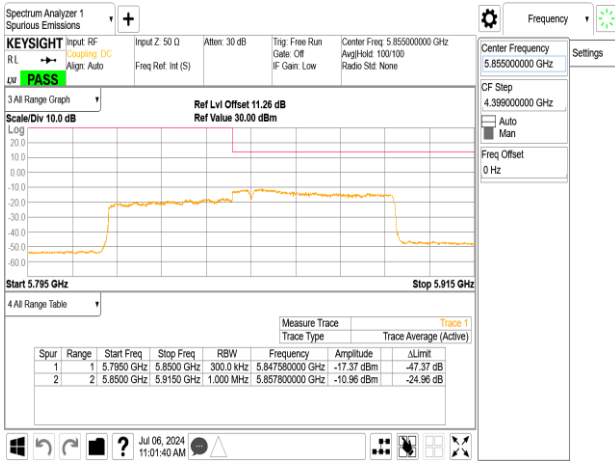 Spectrum Analyzer 1
Spurious Emissions
Frequency
KEYSIGHT Input: RF Input Z: 50 Ω Atten: 30 dB Trig: Free Run Center Freq: 5.855000000 GHz
RL Coupling: DC Gate: Off Avg|Hold: 100/100
Align: Auto Freq Ref: Int (S) IF Gain: Low Radio Std: None
LXI PASS
Center Frequency Settings
5.855000000 GHz
CF Step
4.399000000 GHz
Auto
Man
Freq Offset
0 Hz
3 All Range Graph
Ref Lvl Offset 11.26 dB
Scale/Div 10.0 dB Ref Value 30.00 dBm
Log
20.0
10.0
0.00
-10.0
-20.0
-30.0
-40.0
-50.0
-60.0
Start 5.795 GHz Stop 5.915 GHz
4 All Range Table
Measure Trace Trace 1
Trace Type Trace Average (Active)
Spur Range Start Freq Stop Freq RBW Frequency Amplitude ΔLimit
1 1 5.7950 GHz 5.8500 GHz 300.0 kHz 5.847580000 GHz -17.37 dBm -47.37 dB
2 2 5.8500 GHz 5.9150 GHz 1.000 MHz 5.857800000 GHz -10.96 dBm -24.96 dB
? Jul 06, 2024
11:01:40 AM